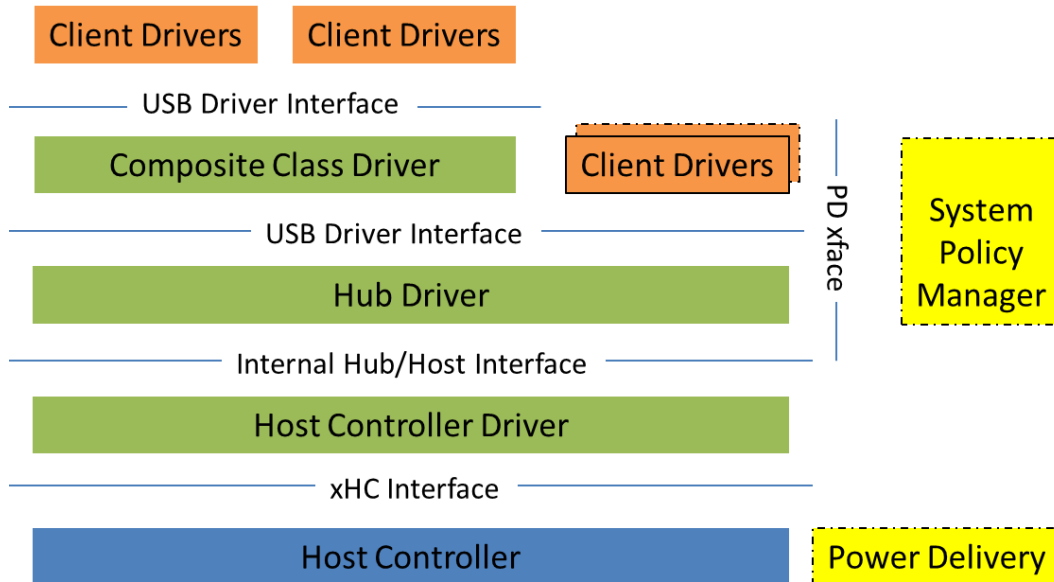 Client Drivers
Client Drivers
USB Driver Interface
Composite Class Driver
Client Drivers
PD xface
System
Policy
Manager
USB Driver Interface
Hub Driver
Internal Hub/Host Interface
Host Controller Driver
xHC Interface
Host Controller
Power Delivery